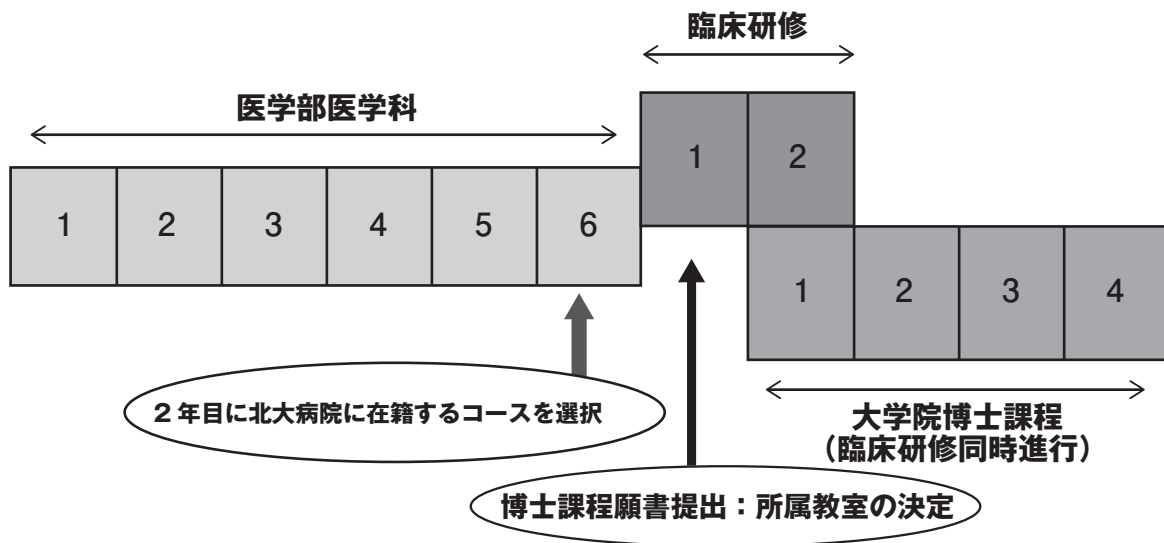 臨床研修
医学部医学科
1 2
1 2 3 4 5 6
1 2 3 4
2年目に北大病院に在籍するコースを選択
大学院博士課程
（臨床研修同時進行）
博士課程願書提出：所属教室の決定